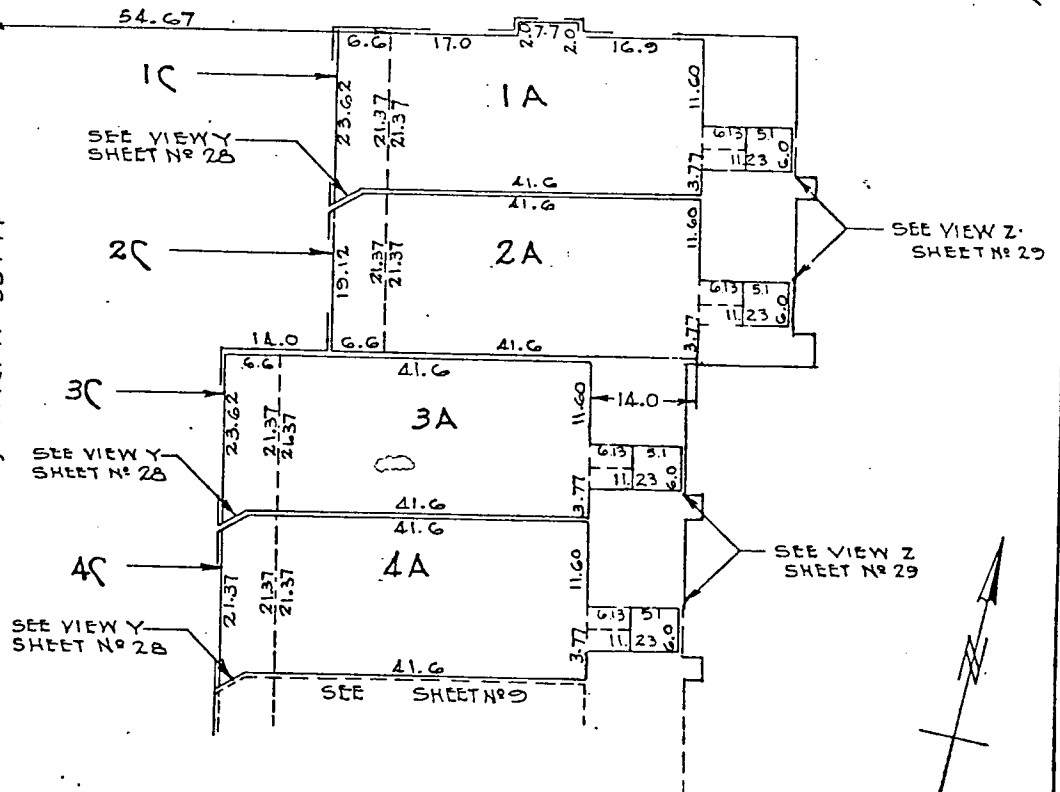 54.67
6.6 17.0 2.0 7.7 2.0 16.9
1C
1A
23.62
21.37
21.37
11.60
SEE VIEW Y
SHEET Nº 28
6.13 5.1
11.23 6.0
3.77
41.6
41.6
SEE VIEW Z.
SHEET Nº 29
2C
2A
19.12
21.37
21.37
11.60
6.13 5.1
11.23 6.0
3.77
14.0
6.6
41.6
6.6
41.6
3C
3A
23.62
21.37
21.37
11.60
14.0
SEE VIEW Y
SHEET Nº 28
6.13 5.1
11.23 6.0
3.77
41.6
41.6
4C
4A
21.37
21.37
21.37
11.60
SEE VIEW Z
SHEET Nº 29
SEE VIEW Y
SHEET Nº 28
6.13 5.1
11.23 6.0
3.77
41.6
SEE SHEET Nº 9
N